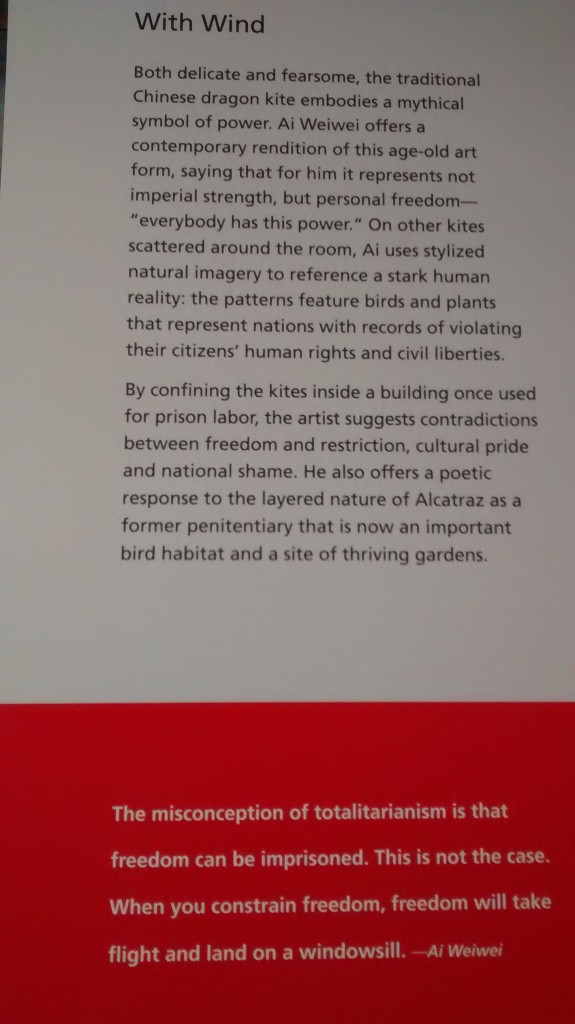 With Wind
Both delicate and fearsome, the traditional
Chinese dragon kite embodies a mythical
symbol of power. Ai Weiwei offers a
contemporary rendition of this age-old art
form, saying that for him it represents not
imperial strength, but personal freedom—
“everybody has this power.” On other kites
scattered around the room, Ai uses stylized
natural imagery to reference a stark human
reality: the patterns feature birds and plants
that represent nations with records of violating
their citizens’ human rights and civil liberties.
By confining the kites inside a building once used
for prison labor, the artist suggests contradictions
between freedom and restriction, cultural pride
and national shame. He also offers a poetic
response to the layered nature of Alcatraz as a
former penitentiary that is now an important
bird habitat and a site of thriving gardens.
The misconception of totalitarianism is that
freedom can be imprisoned. This is not the case.
When you constrain freedom, freedom will take
flight and land on a windowsill. —Ai Weiwei